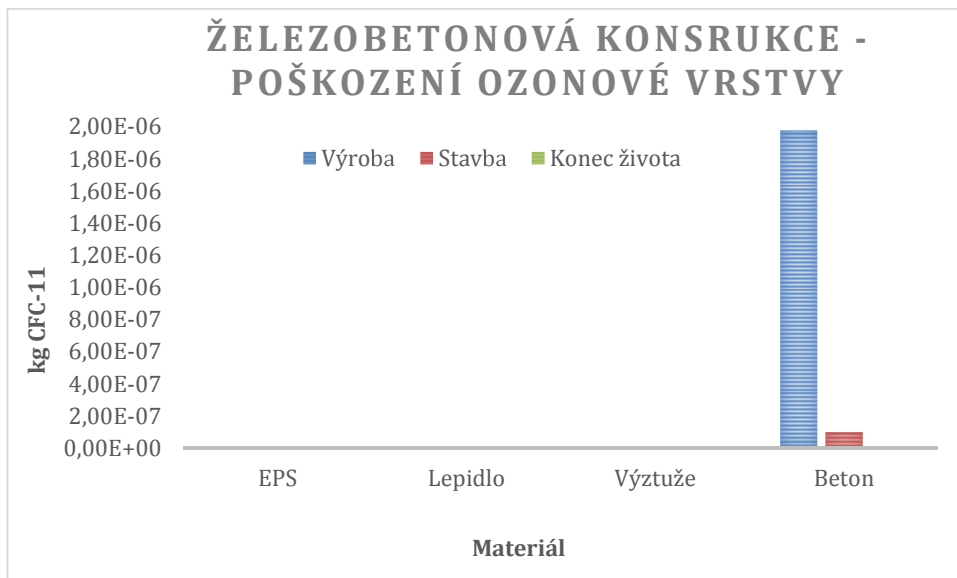 ŽELEZOBETONOVÁ KONSRUKCE -
POŠKOZENÍ OZONOVÉ VRSTVY
2,00E-06
1,80E-06
1,60E-06
1,40E-06
1,20E-06
1,00E-06
8,00E-07
6,00E-07
4,00E-07
2,00E-07
0,00E+00
kg CFC-11
Výroba Stavba Konec života
EPS Lepidlo Výztuže Beton
Materiál